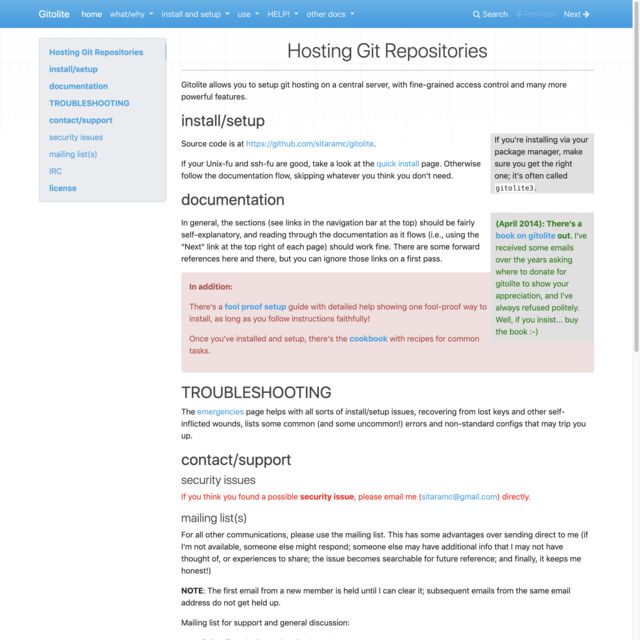 Gitolite home what/why install and setup use HELP! other docs Search Previous Next
Hosting Git Repositories
install/setup
documentation
TROUBLESHOOTING
contact/support
security issues
mailing list(s)
IRC
license
Hosting Git Repositories
Gitolite allows you to setup git hosting on a central server, with fine-grained access control and many more
powerful features.
install/setup
Source code is at https://github.com/sitaramc/gitolite.
If your Unix-fu and ssh-fu are good, take a look at the quick install page. Otherwise
follow the documentation flow, skipping whatever you think you don't need.
If you're installing via your
package manager, make
sure you get the right
one; it's often called
gitolite3.
documentation
In general, the sections (see links in the navigation bar at the top) should be fairly
self-explanatory, and reading through the documentation as it flows (i.e., using the
"Next" link at the top right of each page) should work fine. There are some forward
references here and there, but you can ignore those links on a first pass.
(April 2014): There's a
book on gitolite out. I've
received some emails
over the years asking
where to donate for
gitolite to show your
appreciation, and I've
always refused politely.
Well, if you insist... buy
the book :-)
In addition:
There's a fool proof setup guide with detailed help showing one fool-proof way to
install, as long as you follow instructions faithfully!
Once you've installed and setup, there's the cookbook with recipes for common
tasks.
TROUBLESHOOTING
The emergencies page helps with all sorts of install/setup issues, recovering from lost keys and other self-
inflicted wounds, lists some common (and some uncommon!) errors and non-standard configs that may trip you
up.
contact/support
security issues
If you think you found a possible security issue, please email me (sitaramc@gmail.com) directly.
mailing list(s)
For all other communications, please use the mailing list. This has some advantages over sending direct to me (if
I'm not available, someone else might respond; someone else may have additional info that I may not have
thought of, or experiences to share; the issue becomes searchable for future reference; and finally, it keeps me
honest!)
NOTE: The first email from a new member is held until I can clear it; subsequent emails from the same email
address do not get held up.
Mailing list for support and general discussion: